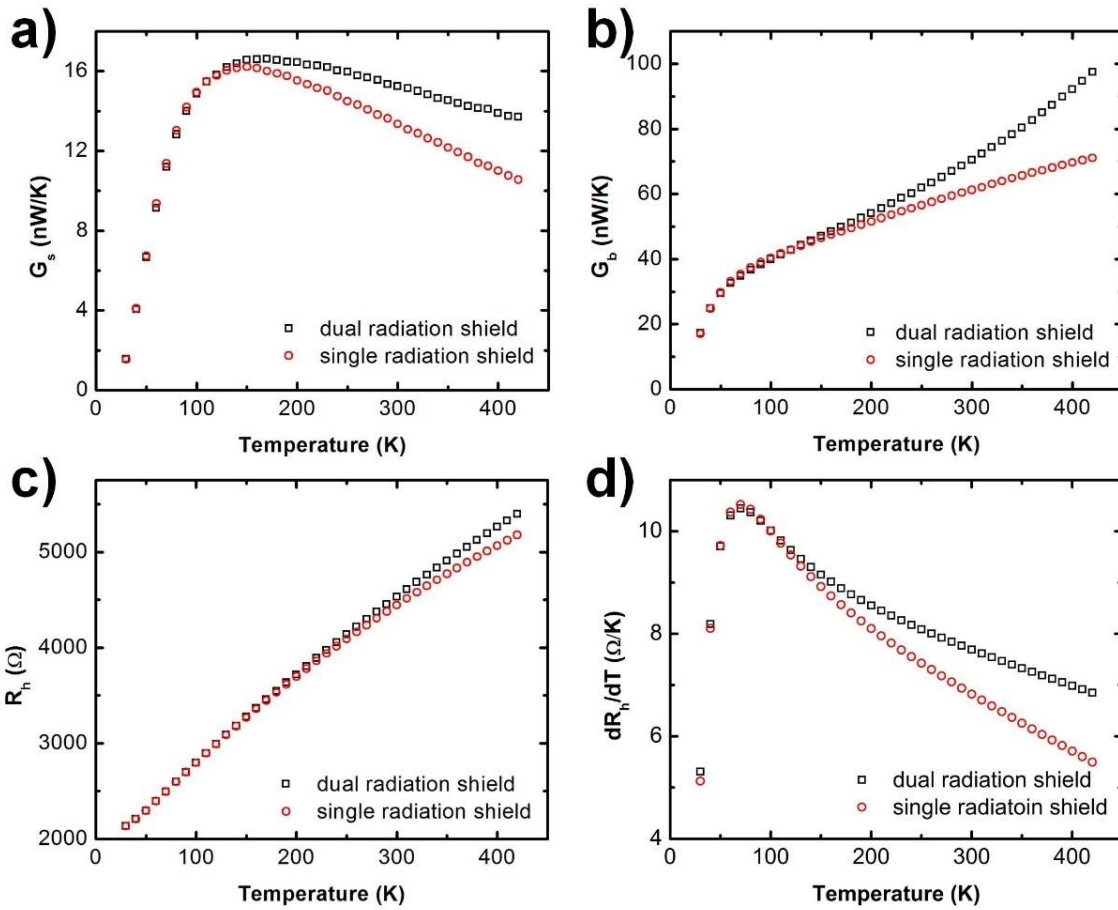 a)
16
12
8
4
0
G_s (nW/K)
dual radiation shield
single radiation shield
0 100 200 300 400
Temperature (K)
b)
100
80
60
40
20
0
G_b (nW/K)
dual radiation shield
single radiation shield
0 100 200 300 400
Temperature (K)
c)
5000
4000
3000
2000
R_h (Ω)
dual radiation shield
single radiation shield
0 100 200 300 400
Temperature (K)
d)
10
8
6
4
dR_h/dT (Ω/K)
dual radiation shield
single radiatoin shield
0 100 200 300 400
Temperature (K)